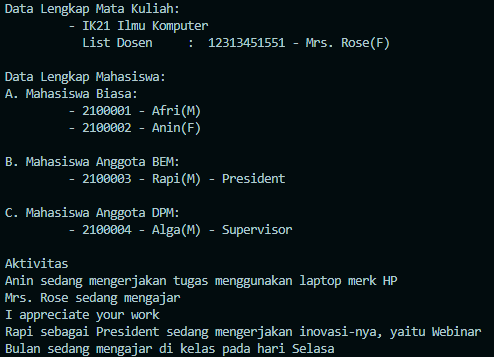 Data Lengkap Mata Kuliah:
- IK21 Ilmu Komputer
List Dosen : 12313451551 - Mrs. Rose(F)
Data Lengkap Mahasiswa:
A. Mahasiswa Biasa:
- 2100001 - Afri(M)
- 2100002 - Anin(F)
B. Mahasiswa Anggota BEM:
- 2100003 - Rapi(M) - President
C. Mahasiswa Anggota DPM:
- 2100004 - Alga(M) - Supervisor
Aktivitas
Anin sedang mengerjakan tugas menggunakan laptop merk HP
Mrs. Rose sedang mengajar
I appreciate your work
Rapi sebagai President sedang mengerjakan inovasi-nya, yaitu Webinar
Bulan sedang mengajar di kelas pada hari Selasa